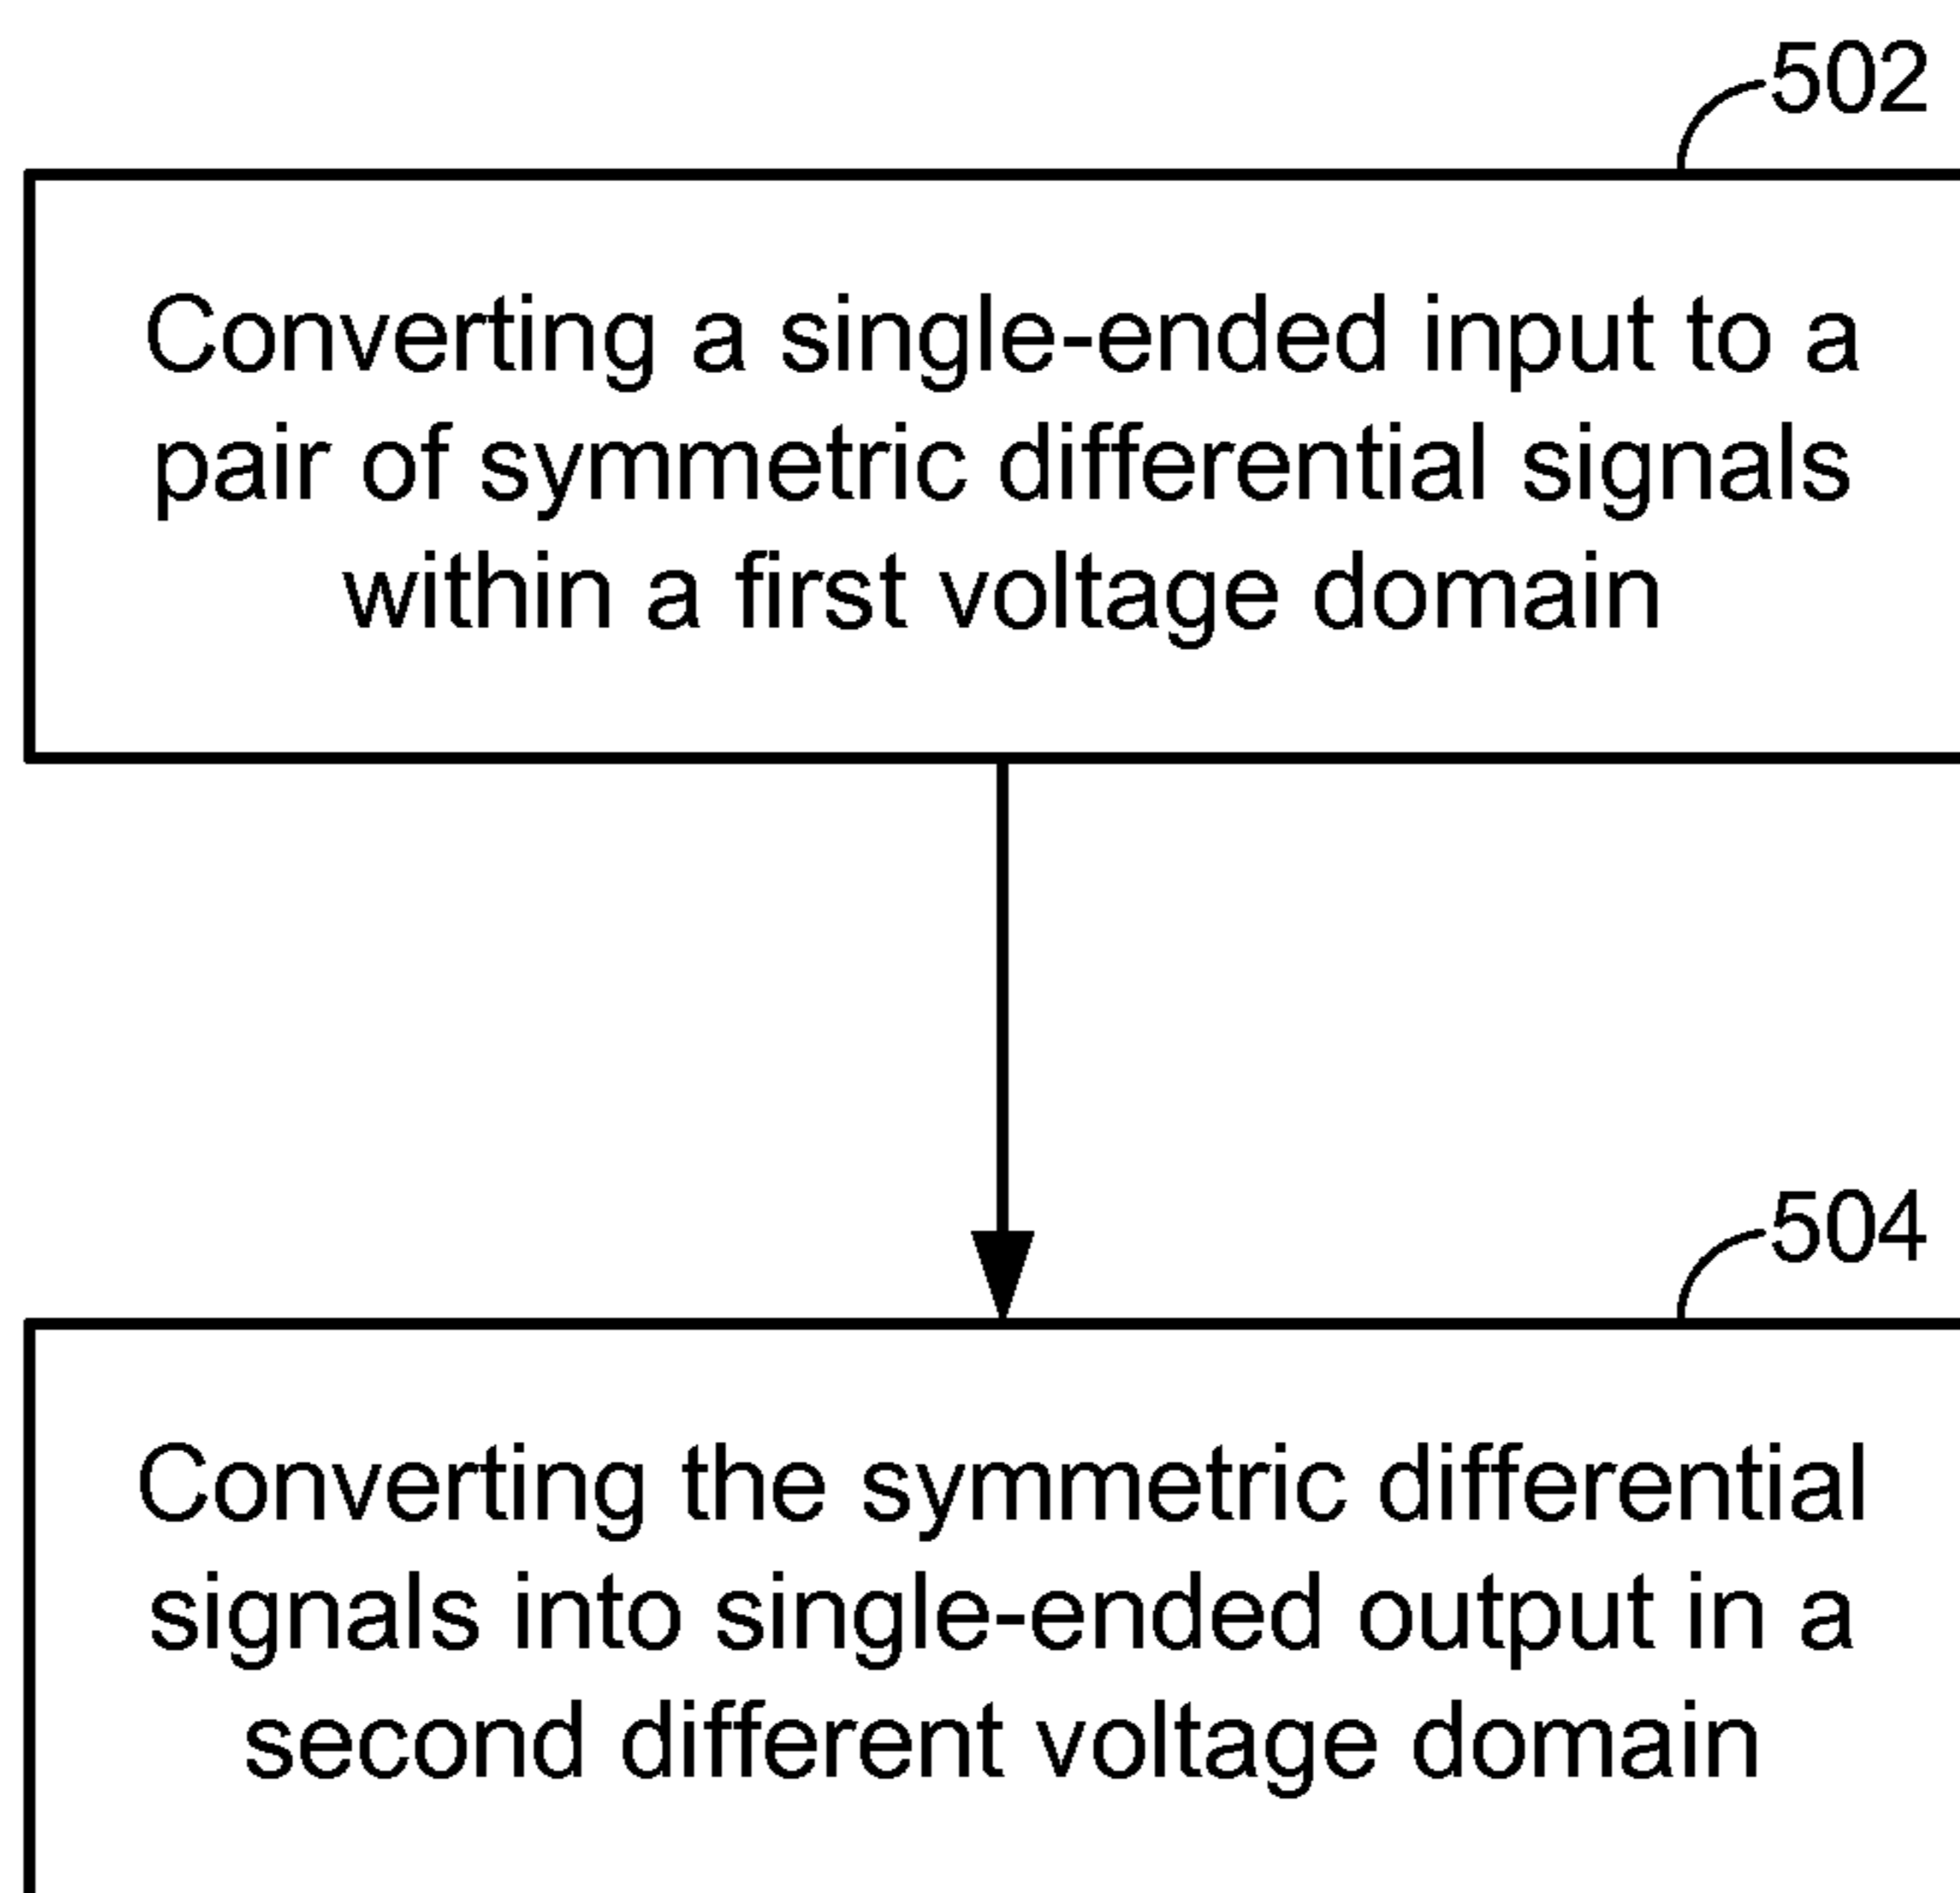 502
Converting a single-ended input to a
pair of symmetric differential signals
within a first voltage domain
504
Converting the symmetric differential
signals into single-ended output in a
second different voltage domain